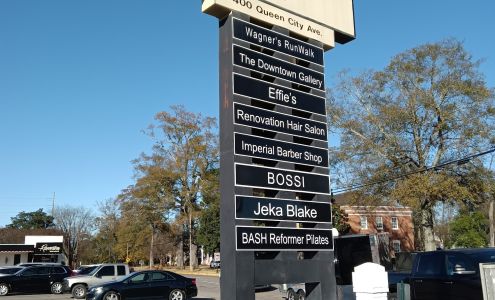 400 Queen City Ave.
Wagner's RunWalk
The Downtown Gallery
Effie's
Renovation Hair Salon
Imperial Barber Shop
BOSSI
Jeka Blake
BASH Reformer Pilates